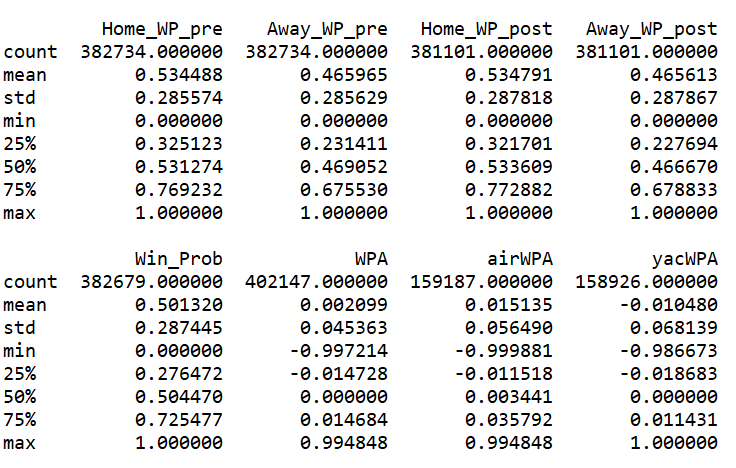 Home_WP_pre Away_WP_pre Home_WP_post Away_WP_post
count 382734.000000 382734.000000 381101.000000 381101.000000
mean 0.534488 0.465965 0.534791 0.465613
std 0.285574 0.285629 0.287818 0.287867
min 0.000000 0.000000 0.000000 0.000000
25% 0.325123 0.231411 0.321701 0.227694
50% 0.531274 0.469052 0.533609 0.466670
75% 0.769232 0.675530 0.772882 0.678833
max 1.000000 1.000000 1.000000 1.000000
Win_Prob WPA airWPA yacWPA
count 382679.000000 402147.000000 159187.000000 158926.000000
mean 0.501320 0.002099 0.015135 -0.010480
std 0.287445 0.045363 0.056490 0.068139
min 0.000000 -0.997214 -0.999881 -0.986673
25% 0.276472 -0.014728 -0.011518 -0.018683
50% 0.504470 0.000000 0.003441 0.000000
75% 0.725477 0.014684 0.035792 0.011431
max 1.000000 0.994848 0.994848 1.000000